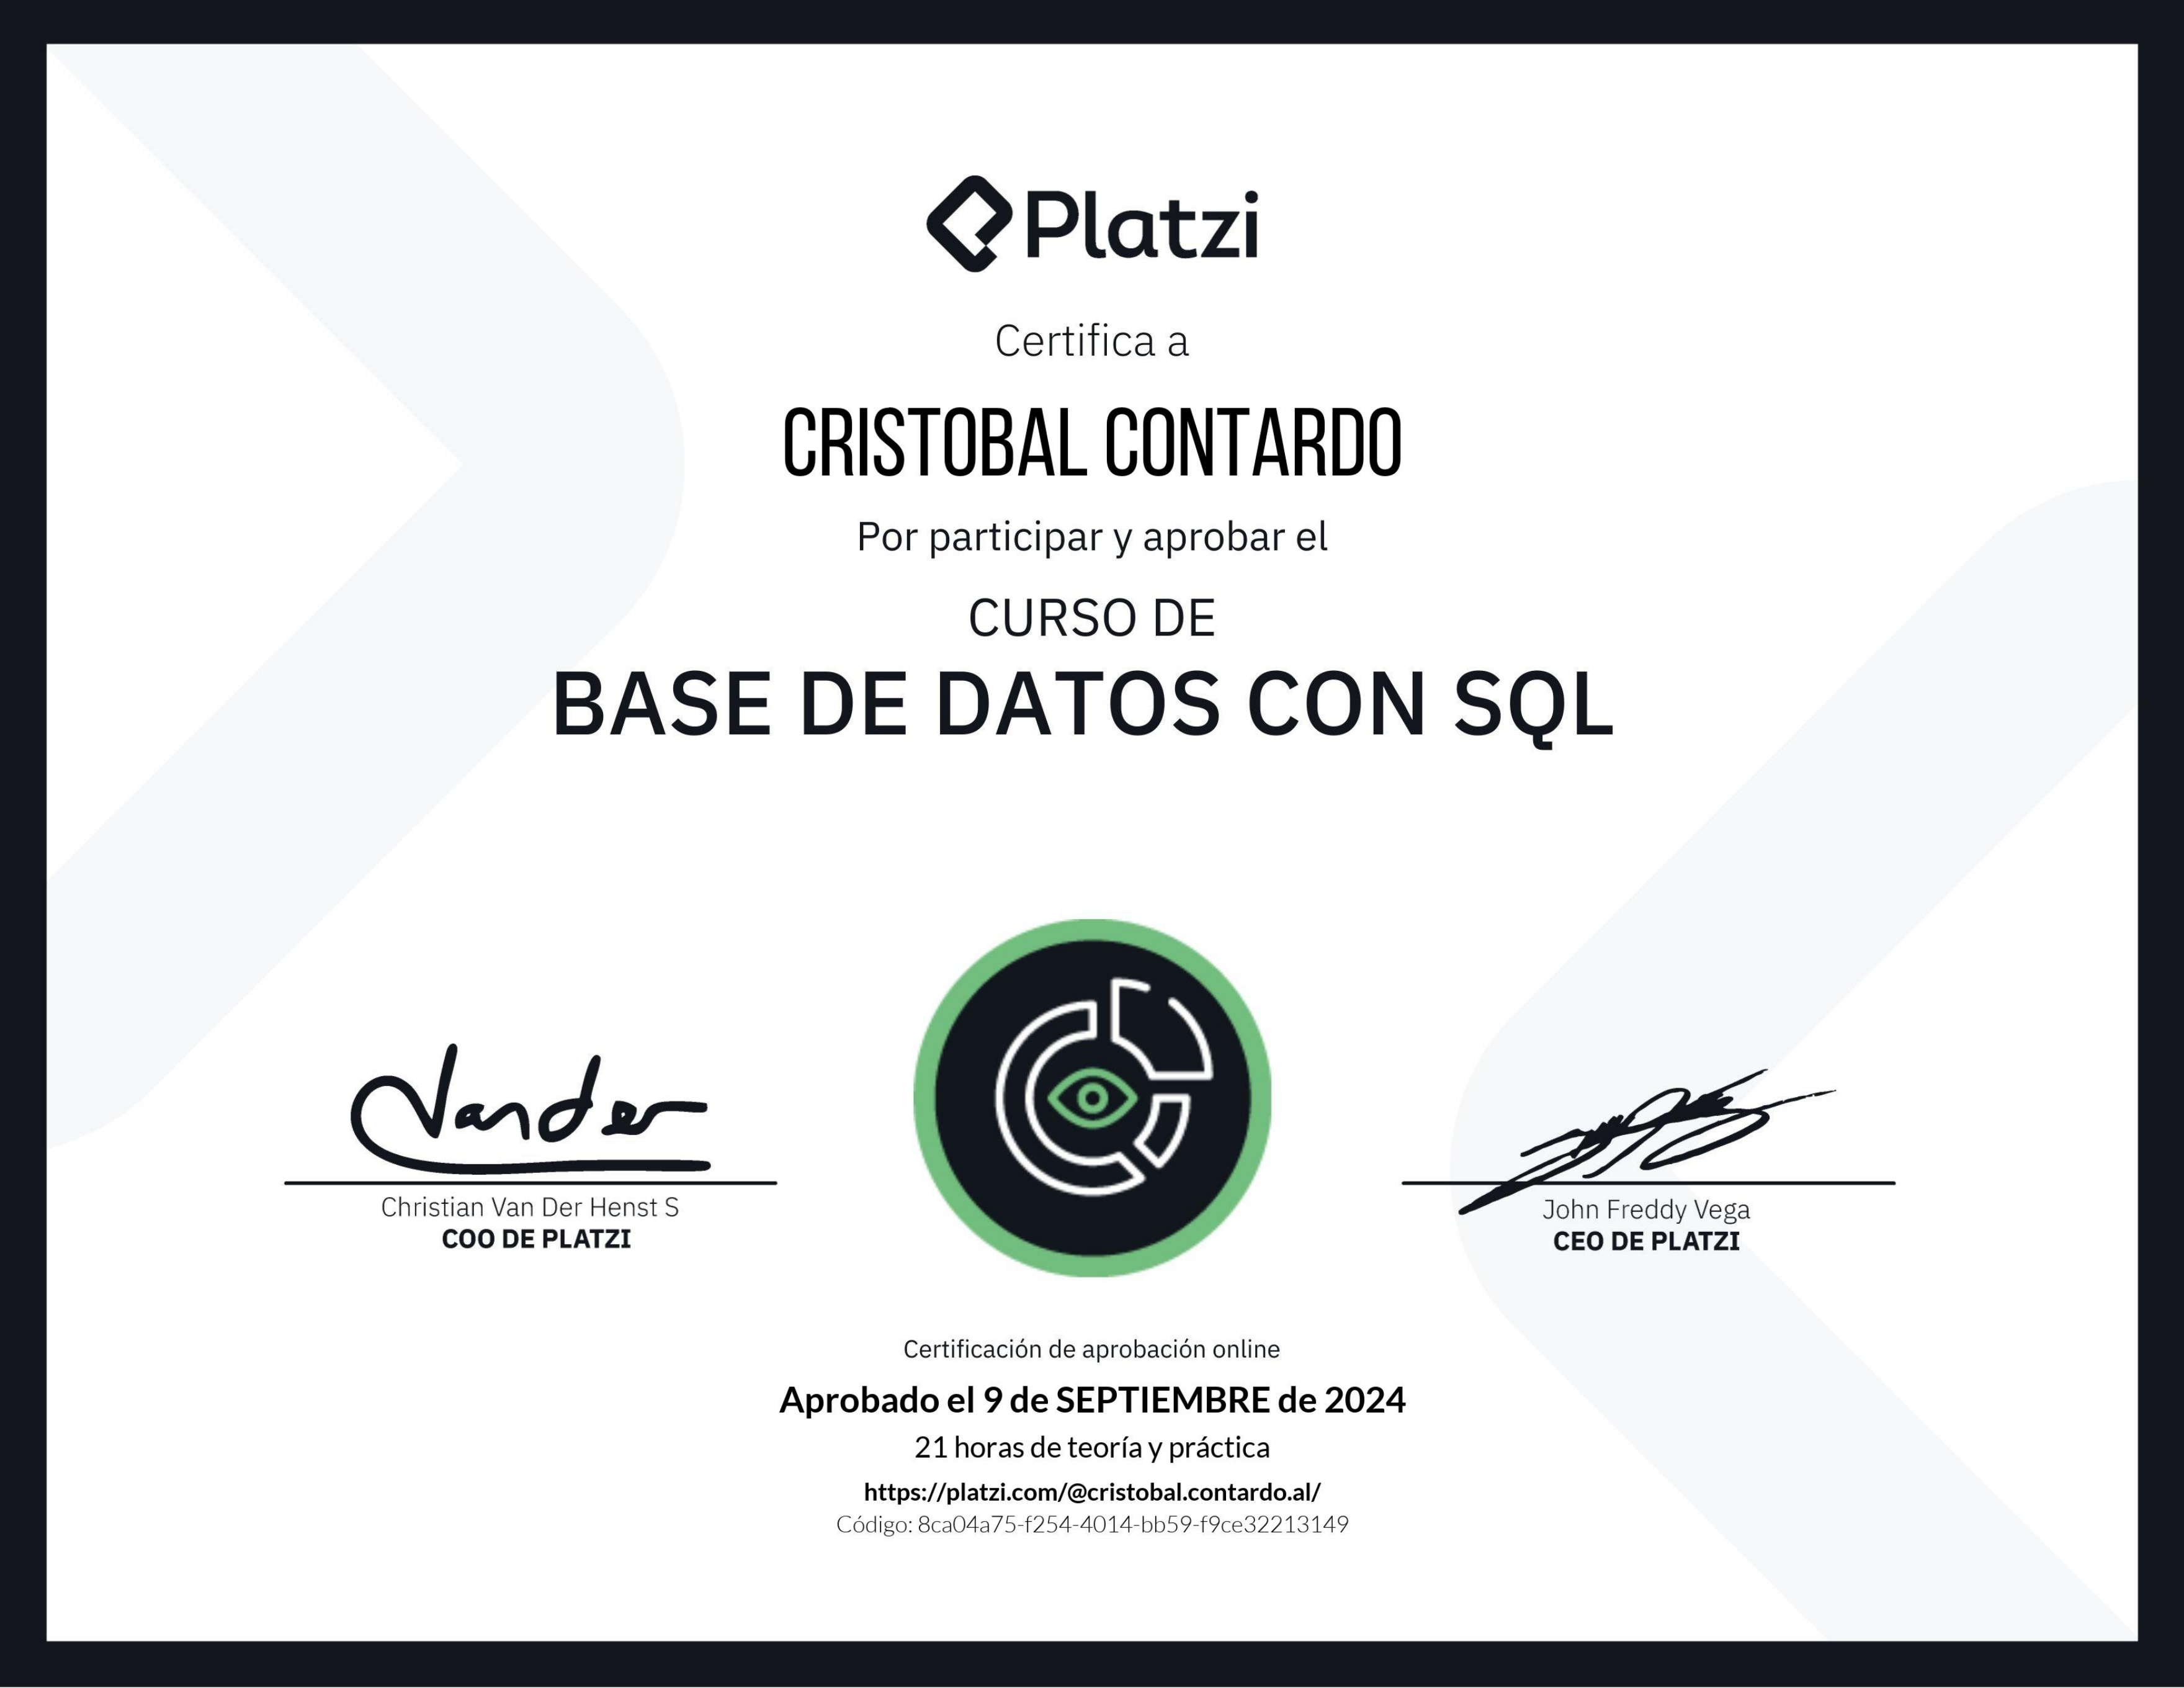 Platzi
Certifica a
CRISTOBAL CONTARDO
Por participar y aprobar el
CURSO DE
BASE DE DATOS CON SQL
Vander
Christian Van Der Henst S
COO DE PLATZI
John Freddy Vega
CEO DE PLATZI
Certificación de aprobación online
Aprobado el 9 de SEPTIEMBRE de 2024
21 horas de teoría y práctica
https://platzi.com/@cristobal.contardo.al/
Código: 8ca04a75-f254-4014-bb59-f9ce32213149